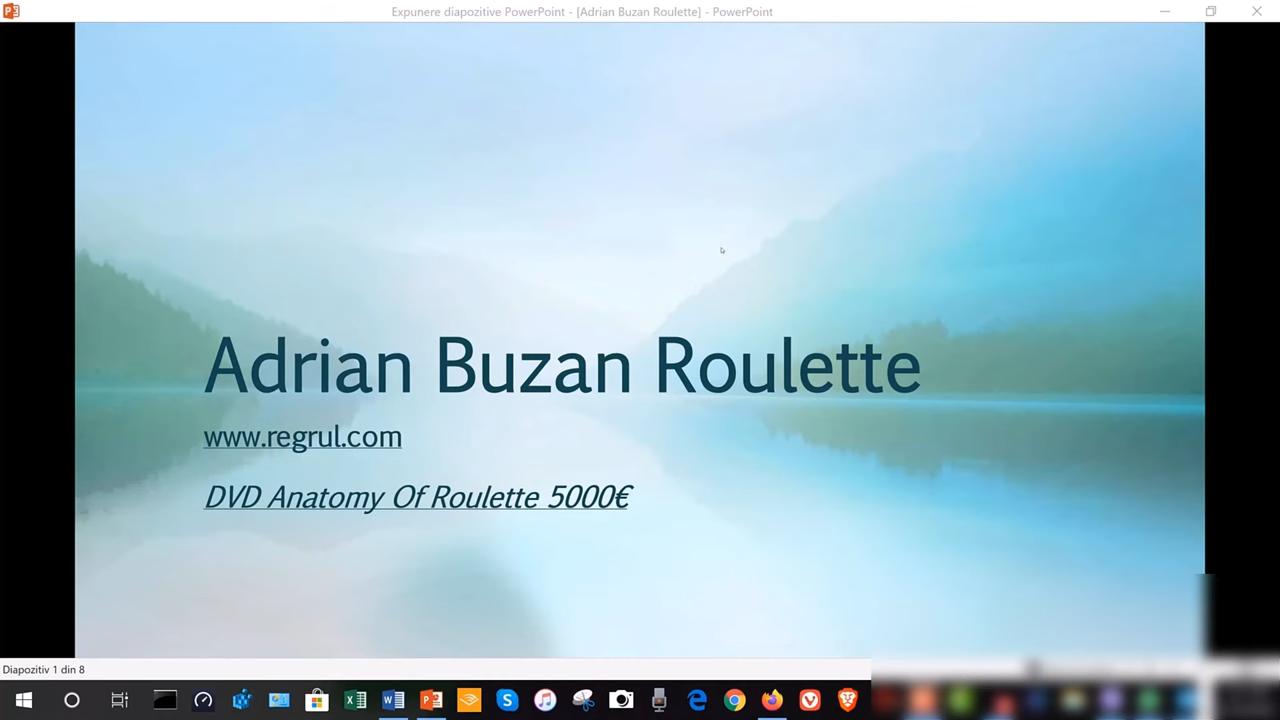 Expunere diapozitive PowerPoint - [Adrian Buzan Roulette] - PowerPoint
Adrian Buzan Roulette
www.regrul.com
DVD Anatomy Of Roulette 5000€
Diapozitiv 1 din 8